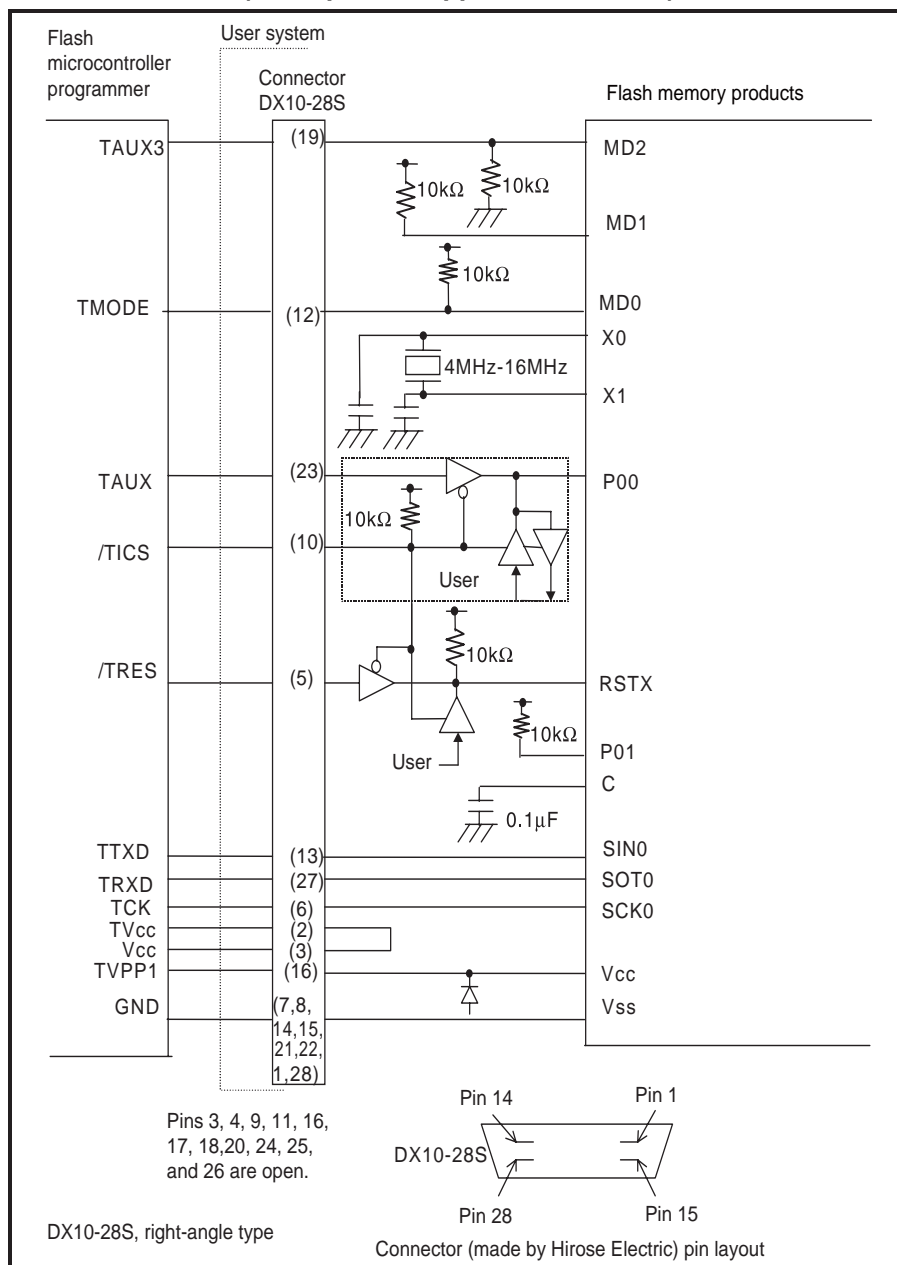 Flash
microcontroller
programmer
User system
Connector
DX10-28S
Flash memory products
TAUX3
(19)
MD2
10kΩ
10kΩ
MD1
10kΩ
TMODE
(12)
MD0
X0
4MHz-16MHz
X1
TAUX
(23)
P00
10kΩ
/TICS
(10)
User
10kΩ
/TRES
(5)
RSTX
10kΩ
User
P01
C
0.1µF
TTXD
(13)
SIN0
TRXD
(27)
SOT0
TCK
(6)
SCK0
TVcc
(2)
Vcc
(3)
TVPP1
(16)
Vcc
GND
(7,8,
14,15,
21,22,
1,28)
Vss
Pins 3, 4, 9, 11, 16,
17, 18,20, 24, 25,
and 26 are open.
Pin 14
Pin 1
DX10-28S
Pin 28
Pin 15
DX10-28S, right-angle type
Connector (made by Hirose Electric) pin layout